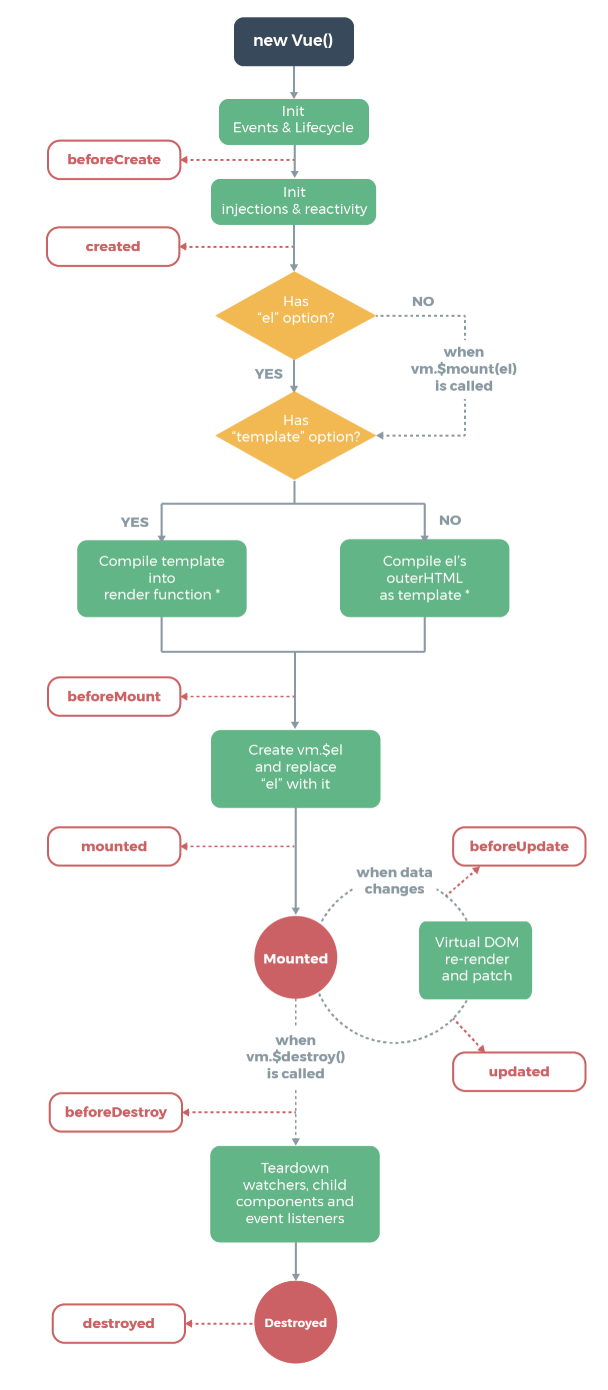 new Vue()
Init
Events & Lifecycle
beforeCreate
Init
injections & reactivity
created
Has
“el” option?
NO
when
vm.$mount(el)
is called
YES
Has
“template” option?
YES
NO
Compile template
into
render function *
Compile el’s
outerHTML
as template *
beforeMount
Create vm.$el
and replace
“el” with it
mounted
beforeUpdate
when data
changes
Mounted
Virtual DOM
re-render
and patch
when
vm.$destroy()
is called
updated
beforeDestroy
Teardown
watchers, child
components and
event listeners
destroyed
Destroyed